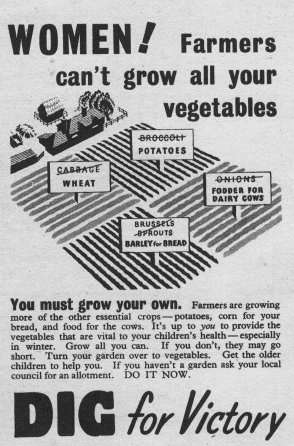 WOMEN! Farmers
can't grow all your
vegetables
BROCCOLI
POTATOES
CABBAGE
WHEAT
ONIONS
FODDER FOR
DAIRY COWS
BRUSSELS
SPROUTS
BARLEY for BREAD
You must grow your own. Farmers are growing
more of the other essential crops—potatoes, corn for your
bread, and food for the cows. It's up to you to provide the
vegetables that are vital to your children's health—especially
in winter. Grow all you can. If you don't, they may go
short. Turn your garden over to vegetables. Get the older
children to help you. If you haven't a garden ask your local
council for an allotment. DO IT NOW.
DIG for Victory